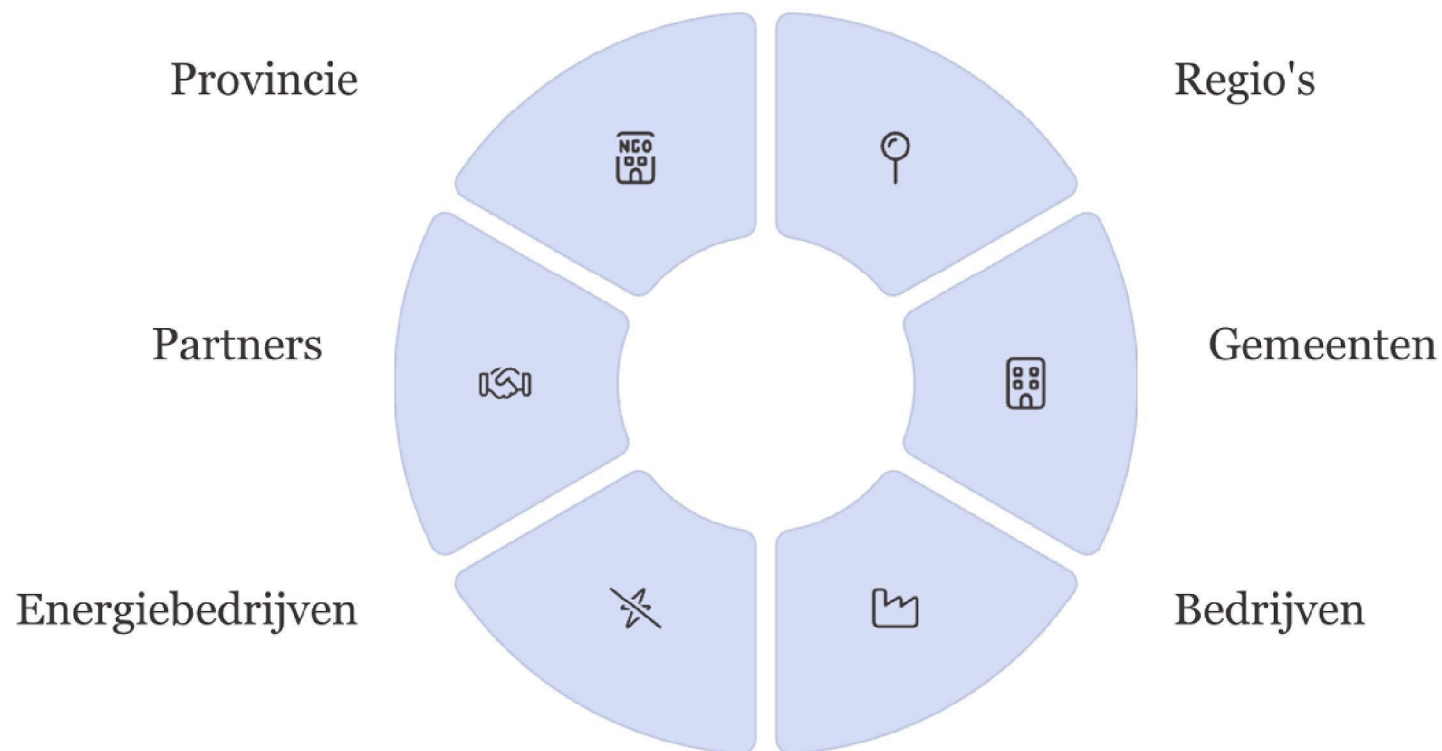 Provincie
Regio's
NGO
Partners
Gemeenten
Energiebedrijven
Bedrijven